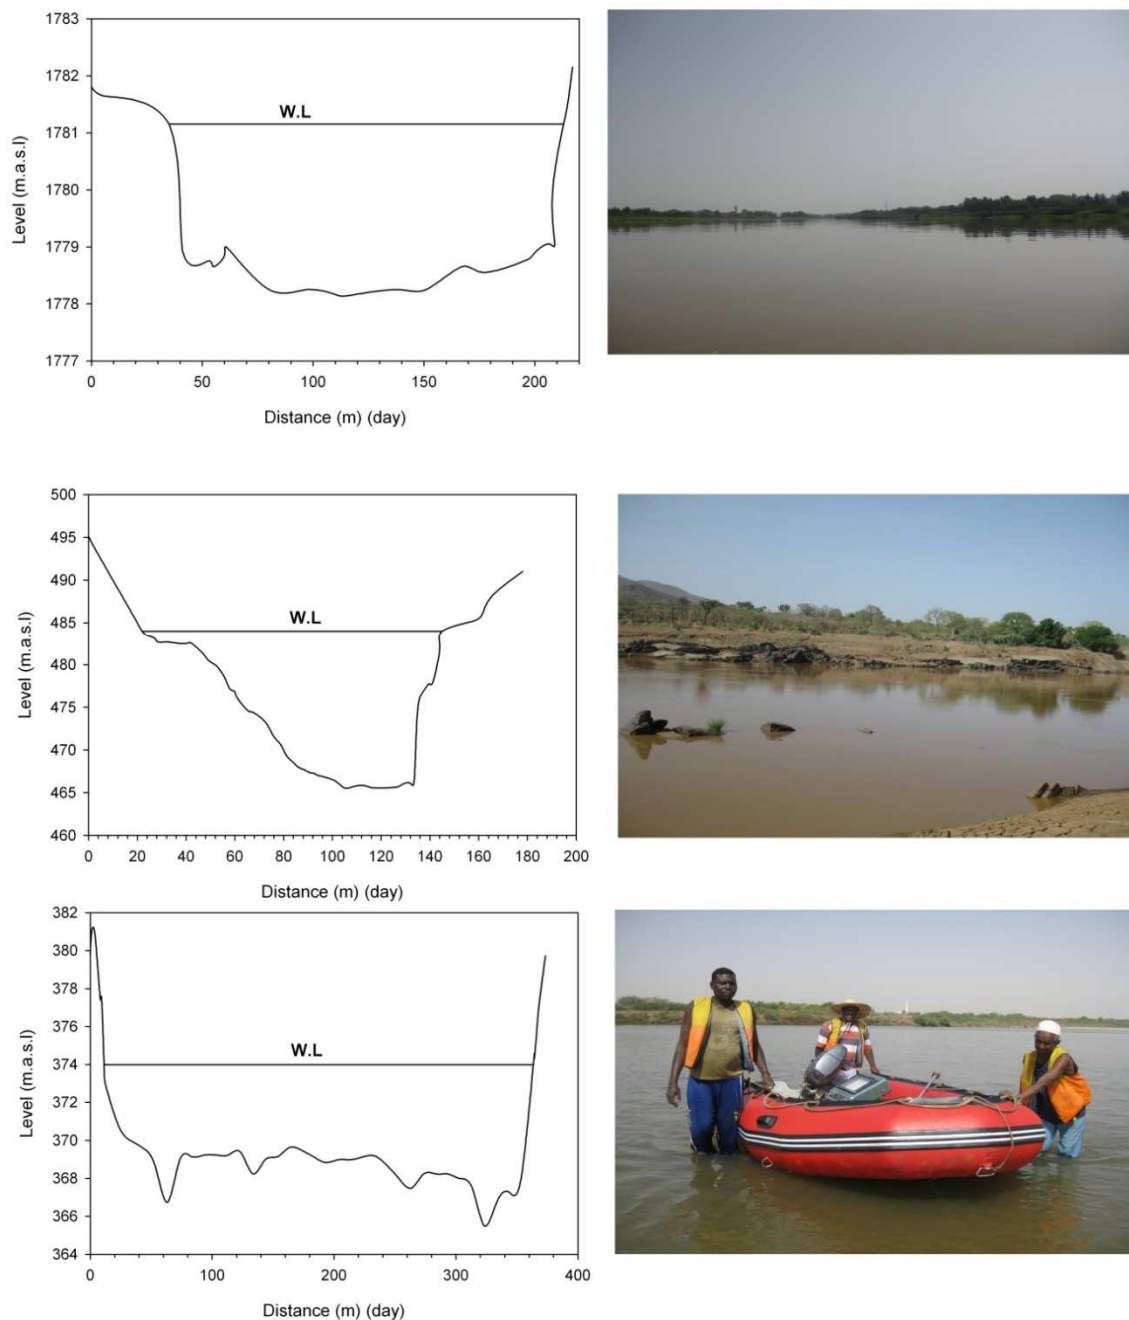 1783
1782
1781
1780
1779
1778
1777
Level (m.a.s.l)
W.L
0 50 100 150 200
Distance (m) (day)
500
495
490
485
480
475
470
465
460
Level (m.a.s.l)
W.L
0 20 40 60 80 100 120 140 160 180 200
Distance (m) (day)
382
380
378
376
374
372
370
368
366
364
Level (m.a.s.l)
W.L
0 100 200 300 400
Distance (m) (day)